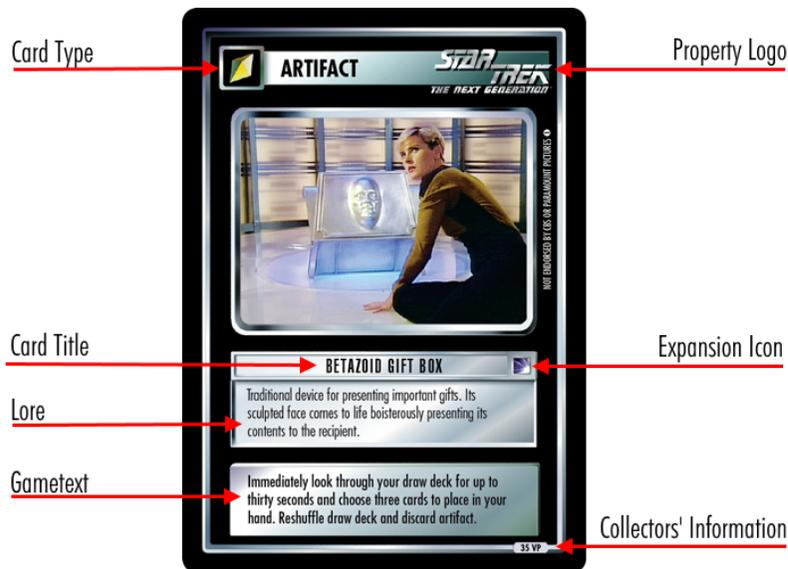 Card Type
ARTIFACT
STAR TREK
THE NEXT GENERATION
Property Logo
NOT ENDORSED BY CBS OR PARAMOUNT PICTURES
Card Title
BETAZOID GIFT BOX
Expansion Icon
Lore
Traditional device for presenting important gifts. Its
sculpted face comes to life boisterously presenting its
contents to the recipient.
Gametext
Immediately look through your draw deck for up to
thirty seconds and choose three cards to place in your
hand. Reshuffle draw deck and discard artifact.
Collectors' Information
35 VP